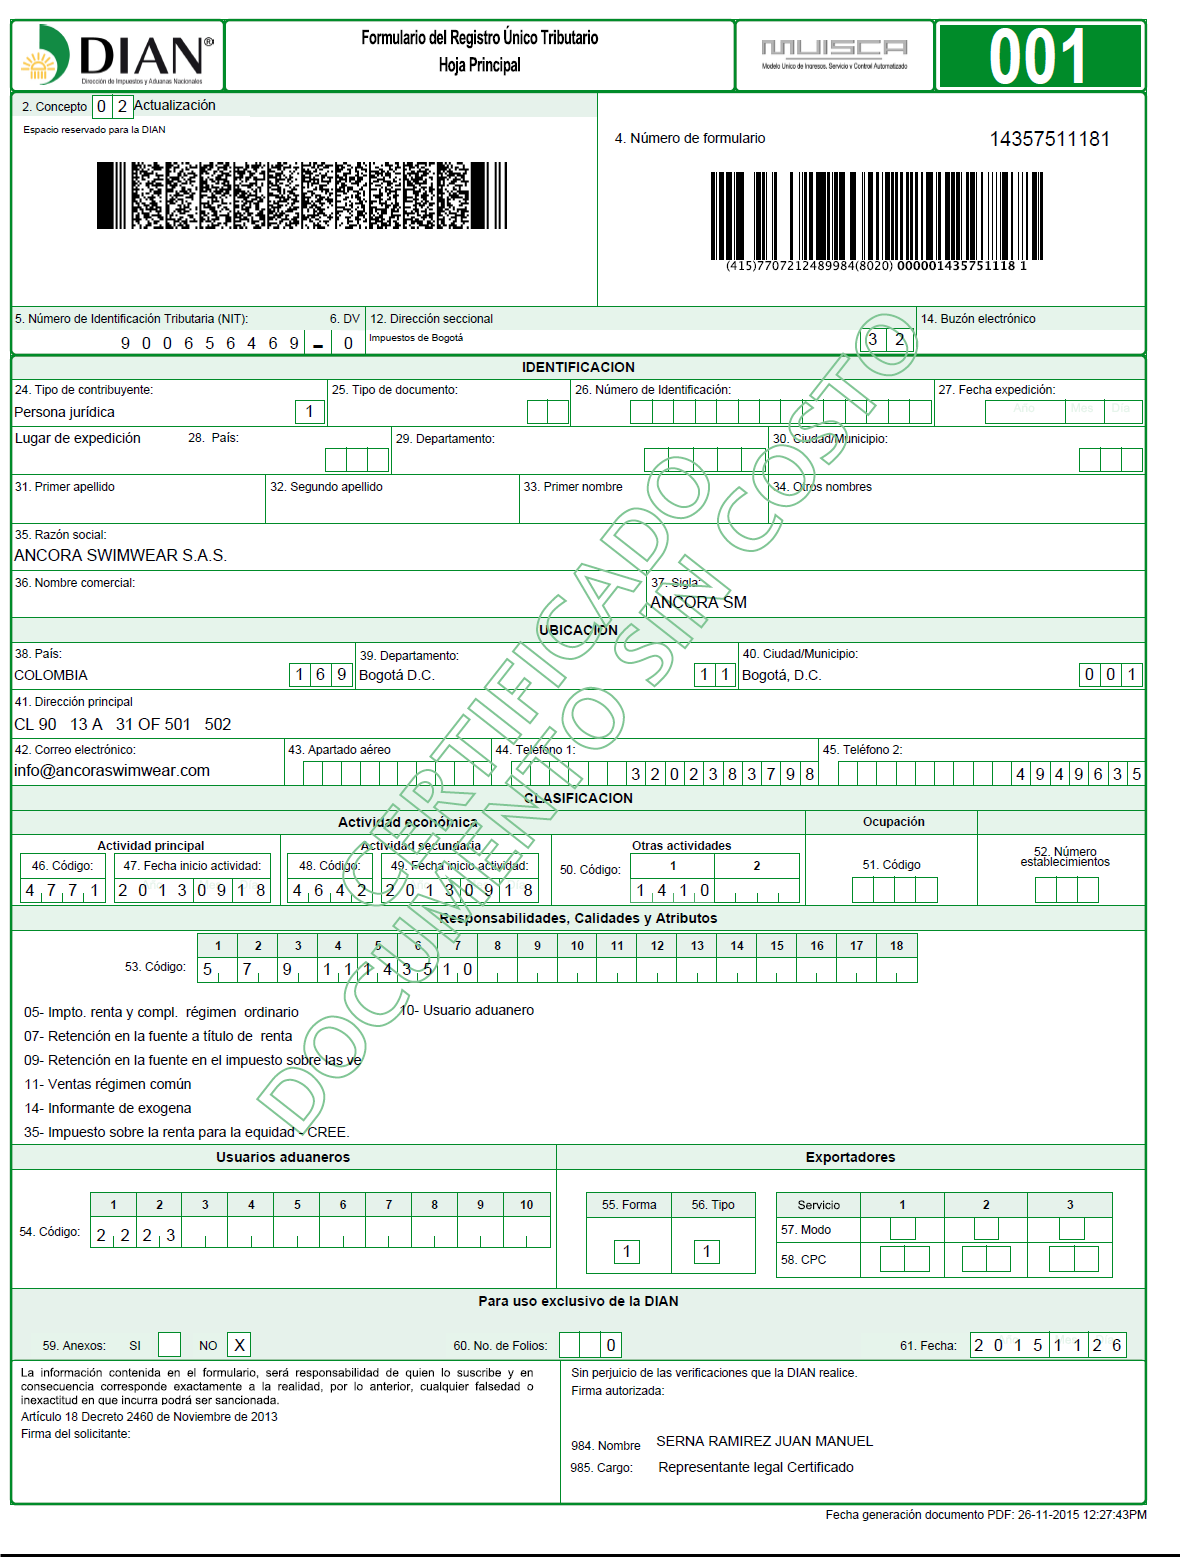 DIAN®
Dirección de Impuestos y Aduanas Nacionales
Formulario del Registro Único Tributario
Hoja Principal
MUISCA
Modelo Unico de Ingresos, Servicio y Control Automatizado
001
2. Concepto 0 2 Actualización
Espacio reservado para la DIAN
4. Número de formulario 14357511181
(415)7707212489984(8020) 000001435751118 1
5. Número de Identificación Tributaria (NIT): 6. DV 12. Dirección seccional 14. Buzón electrónico
9 0 0 6 5 6 4 6 9 - 0 Impuestos de Bogotá 3 2
IDENTIFICACION
24. Tipo de contribuyente: 25. Tipo de documento: 26. Número de Identificación: 27. Fecha expedición:
Persona jurídica 1 Año Mes Día
Lugar de expedición 28. País: 29. Departamento: 30. Ciudad/Municipio:
31. Primer apellido 32. Segundo apellido 33. Primer nombre 34. Otros nombres
35. Razón social:
ANCORA SWIMWEAR S.A.S.
36. Nombre comercial: 37. Sigla:
ANCORA SM
UBICACION
38. País: 39. Departamento: 40. Ciudad/Municipio:
COLOMBIA 1 6 9 Bogotá D.C. 1 1 Bogotá, D.C. 0 0 1
41. Dirección principal
CL 90 13 A 31 OF 501 502
42. Correo electrónico: 43. Apartado aéreo 44. Teléfono 1: 45. Teléfono 2:
info@ancoraswimwear.com 3 2 0 2 3 8 3 7 9 8 4 9 4 9 6 3 5
CLASIFICACION
Actividad económica Ocupación
Actividad principal Actividad secundaria Otras actividades 52. Número establecimientos
46. Código: 47. Fecha inicio actividad: 48. Código: 49. Fecha inicio actividad: 50. Código: 1 2 51. Código
4 7 7 1 2 0 1 3 0 9 1 8 4 6 4 2 2 0 1 3 0 9 1 8 1 4 1 0
Responsabilidades, Calidades y Atributos
1 2 3 4 5 6 7 8 9 10 11 12 13 14 15 16 17 18
53. Código: 5 7 9 1 1 1 4 3 5 1 0
05- Impto. renta y compl. régimen ordinario 10- Usuario aduanero
07- Retención en la fuente a título de renta
09- Retención en la fuente en el impuesto sobre las ve
11- Ventas régimen común
14- Informante de exogena
35- Impuesto sobre la renta para la equidad - CREE.
CERTIFICADO
DOCUMENTO SIN COSTO
Usuarios aduaneros Exportadores
1 2 3 4 5 6 7 8 9 10 55. Forma 56. Tipo Servicio 1 2 3
54. Código: 2 2 2 3 1 1 57. Modo
58. CPC
Para uso exclusivo de la DIAN
59. Anexos: SI NO X 60. No. de Folios: 0 61. Fecha: 2 0 1 5 1 1 2 6
La información contenida en el formulario, será responsabilidad de quien lo suscribe y en
consecuencia corresponde exactamente a la realidad, por lo anterior, cualquier falsedad o
inexactitud en que incurra podrá ser sancionada.
Artículo 18 Decreto 2460 de Noviembre de 2013
Firma del solicitante:
Sin perjuicio de las verificaciones que la DIAN realice.
Firma autorizada:
984. Nombre SERNA RAMIREZ JUAN MANUEL
985. Cargo: Representante legal Certificado
Fecha generación documento PDF: 26-11-2015 12:27:43PM